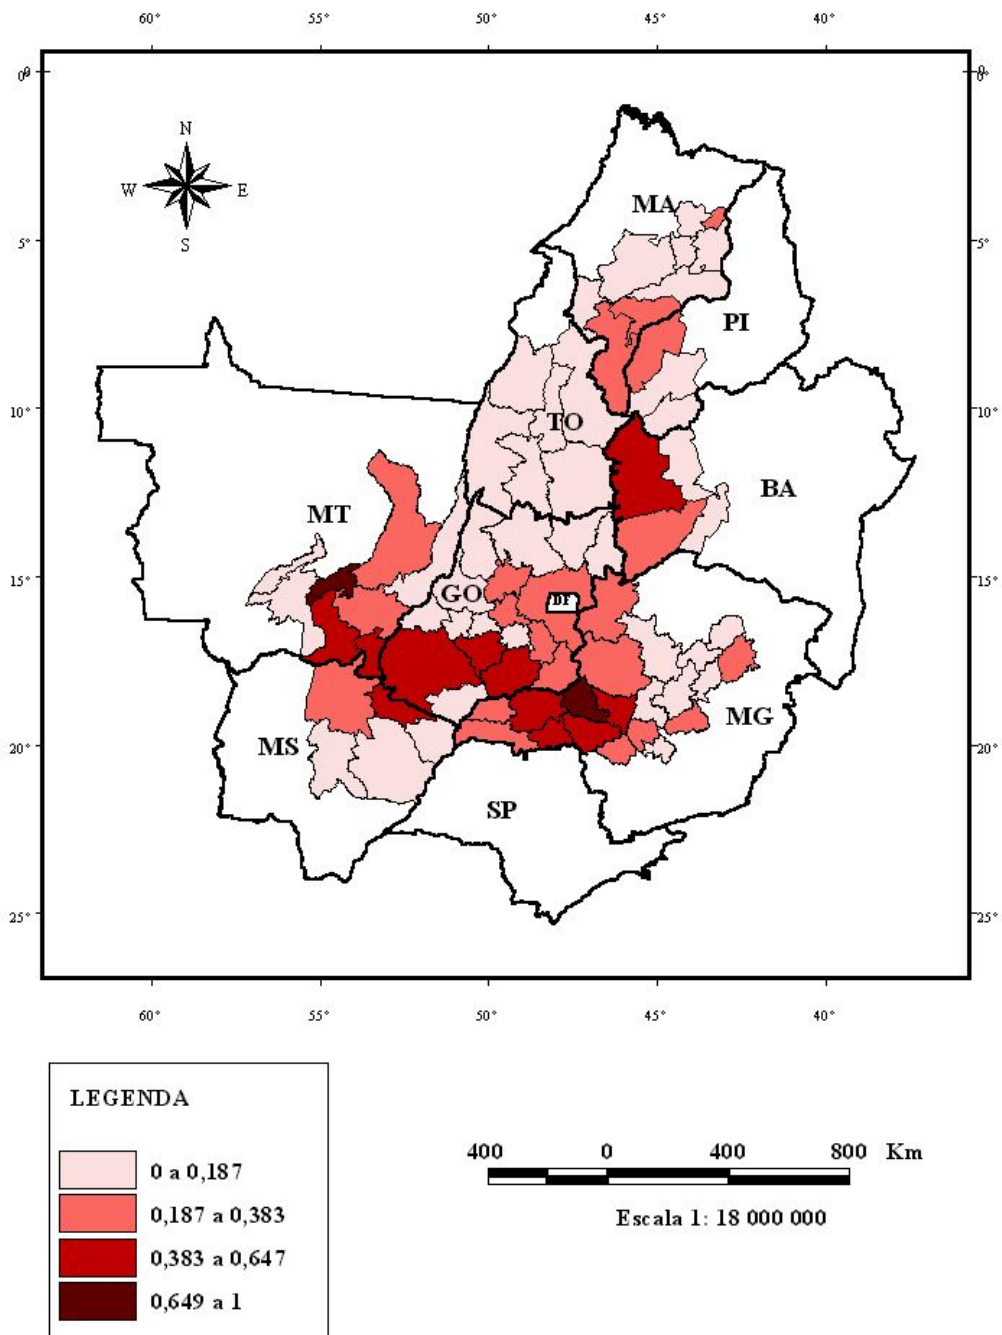 60° 55° 50° 45° 40°
0° 0°
N
W E
S
MA
5° 5°
PI
10° 10°
TO
BA
MT
15° 15°
GO DF
MG
MS
20° 20°
SP
25° 25°
60° 55° 50° 45° 40°
LEGENDA
0 a 0,187
0,187 a 0,383
0,383 a 0,647
0,649 a 1
400 0 400 800 Km
Escala 1: 18 000 000